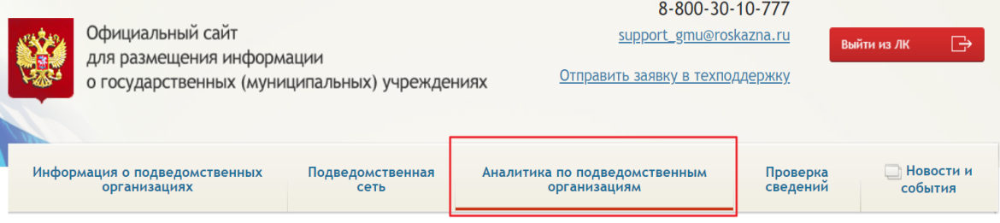 8-800-30-10-777
Официальный сайт
для размещения информации
о государственных (муниципальных) учреждениях
support_gmu@roskazna.ru
Отправить заявку в техподдержку
Выйти из ЛК
Информация о подведомственных
организациях
Подведомственная
сеть
Аналитика по подведомственным
организациям
Проверка
сведений
Новости и
события